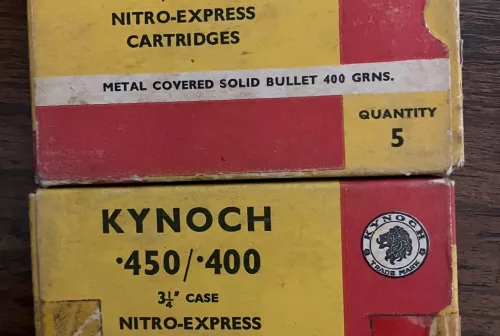 NITRO-EXPRESS
CARTRIDGES
METAL COVERED SOLID BULLET 400 GRNS.
QUANTITY
5
KYNOCH
·450/·400
3¼" CASE
NITRO-EXPRESS
KYNOCH
TRADE MARK